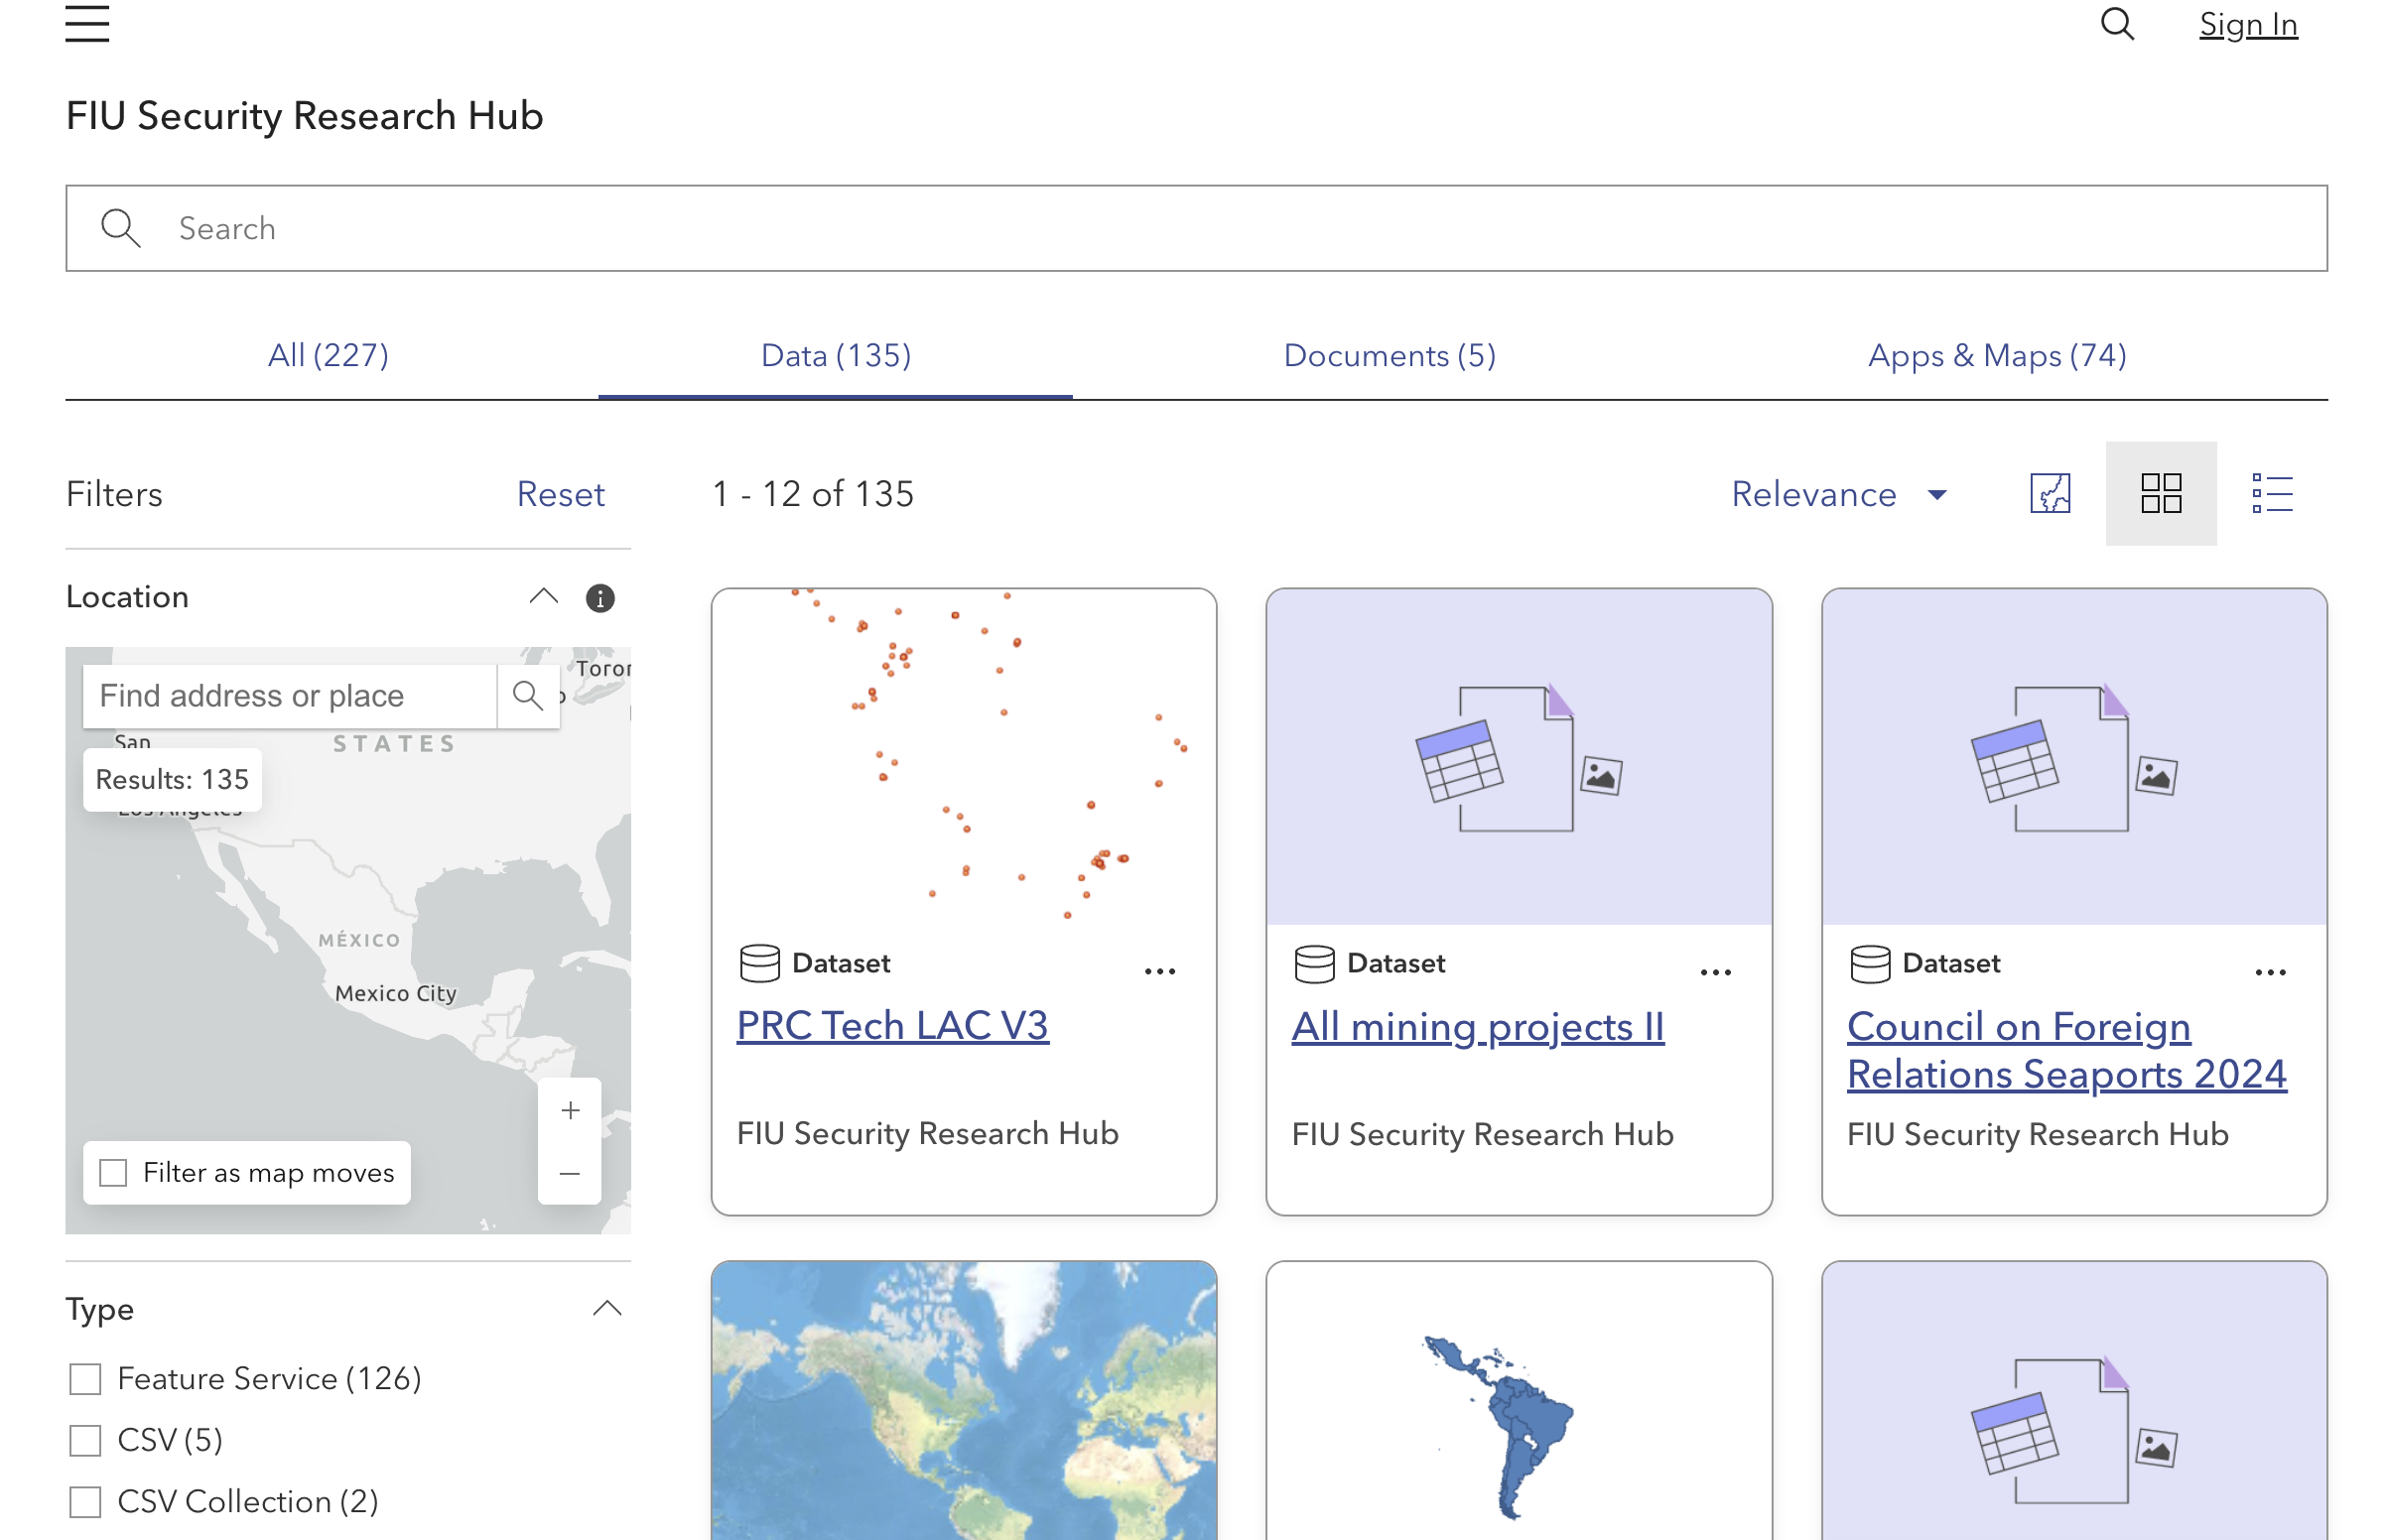 Sign In
FIU Security Research Hub
Search
All (227)
Data (135)
Documents (5)
Apps & Maps (74)
Filters
Reset
1 - 12 of 135
Relevance
Location
Find address or place
STATES
San
Results: 135
Los Angeles
MÉXICO
Mexico City
Filter as map moves
Type
Feature Service (126)
CSV (5)
CSV Collection (2)
Dataset
PRC Tech LAC V3
FIU Security Research Hub
Dataset
All mining projects II
FIU Security Research Hub
Dataset
Council on Foreign
Relations Seaports 2024
FIU Security Research Hub